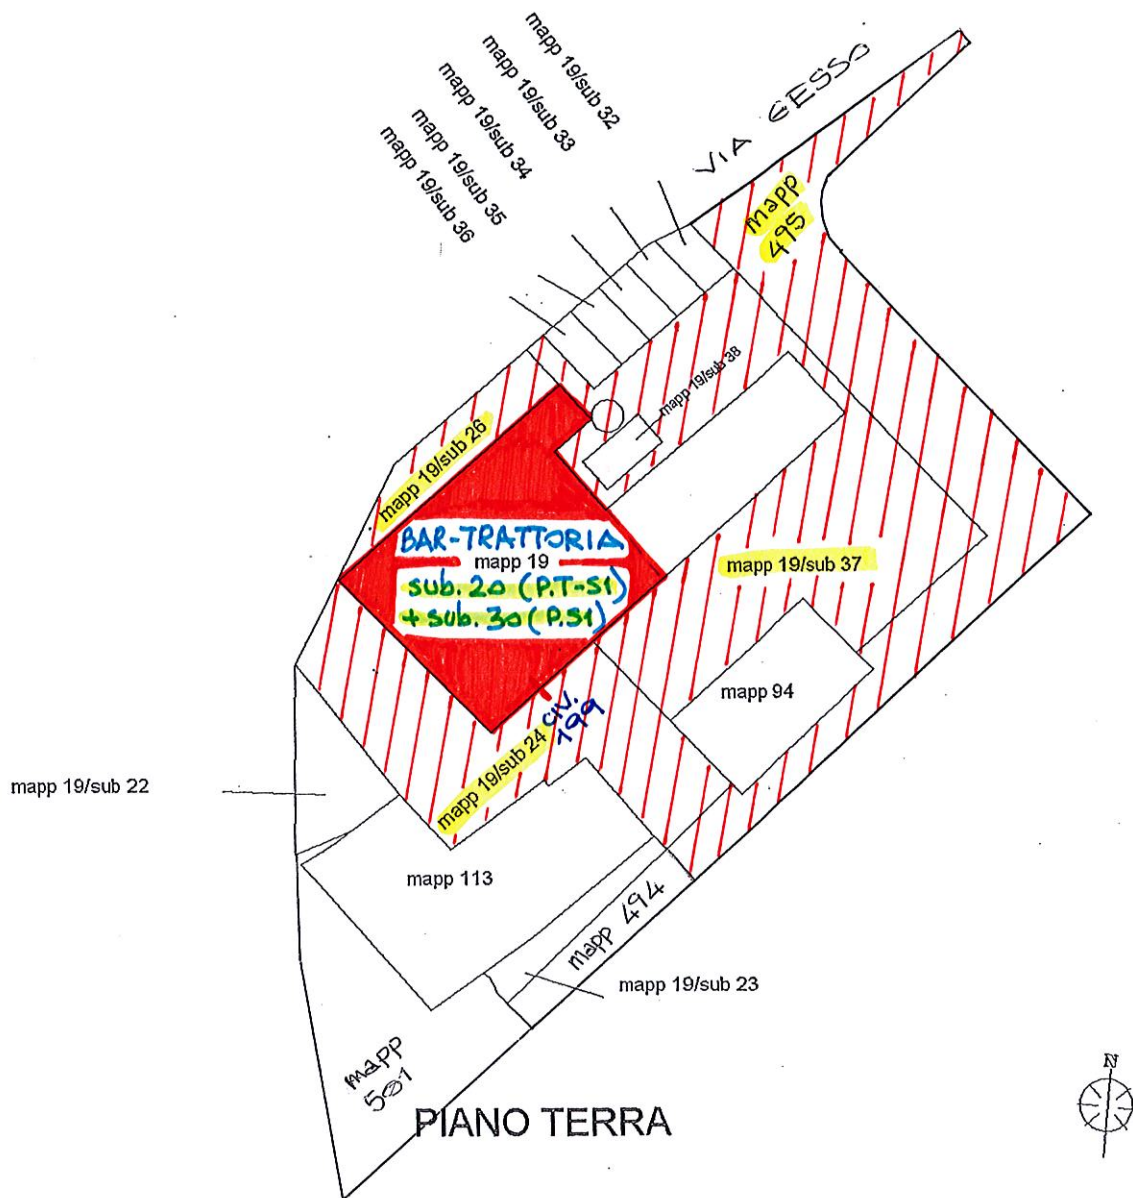 mapp 19/sub 32
mapp 19/sub 33
mapp 19/sub 34
mapp 19/sub 35
mapp 19/sub 36
VIA GESSO
mapp
495
mapp 19/sub 38
mapp 19/sub 26
BAR-TRATTORIA
mapp 19
sub. 20 (P.T-S1)
+ sub. 30 (P.S1)
mapp 19/sub 37
mapp 94
CIV.
199
mapp 19/sub 24
mapp 19/sub 22
mapp 113
mapp 494
mapp 19/sub 23
mapp
501
PIANO TERRA
N